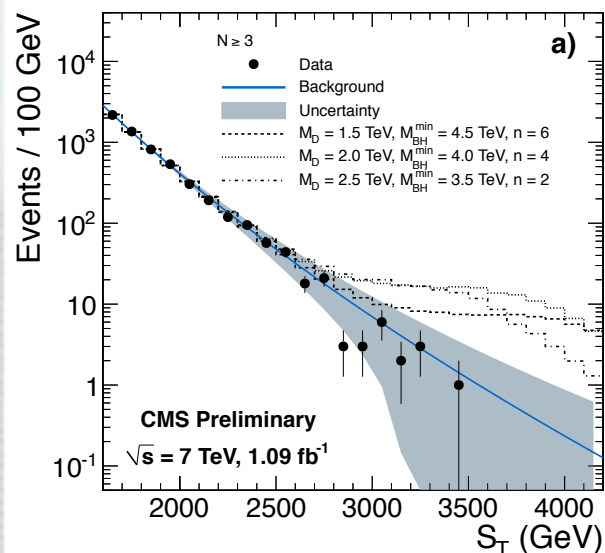 a)
N ≥ 3
Data
Background
Uncertainty
M_D = 1.5 TeV, M_BH^min = 4.5 TeV, n = 6
M_D = 2.0 TeV, M_BH^min = 4.0 TeV, n = 4
M_D = 2.5 TeV, M_BH^min = 3.5 TeV, n = 2
Events / 100 GeV
10^4
10^3
10^2
10
1
10^-1
CMS Preliminary
√s = 7 TeV, 1.09 fb^-1
2000 2500 3000 3500 4000
S_T (GeV)